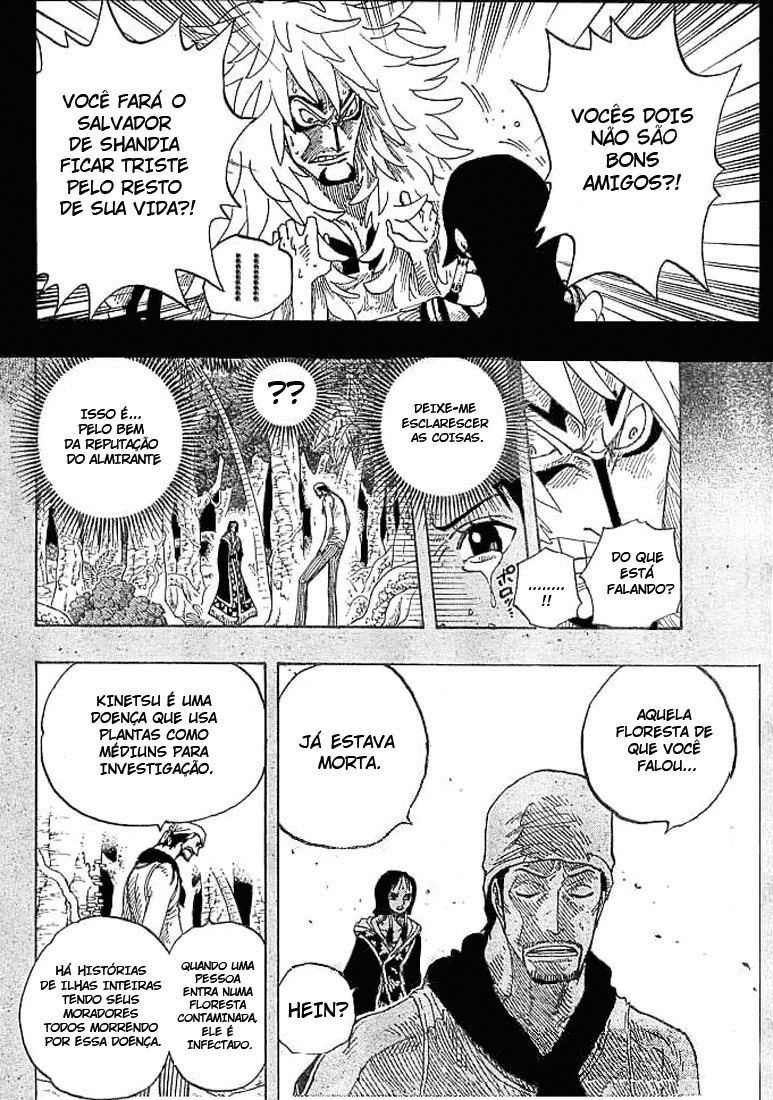 VOCÊS DOIS
NÃO SÃO
BONS
AMIGOS?!
VOCÊ FARÁ O
SALVADOR
DE SHANDIA
FICAR TRISTE
PELO RESTO
DE SUA VIDA?!
!!
DO QUE
ESTÁ
FALANDO?
........
!!
ポロッ
DEIXE-ME
ESCLARESCER
AS COISAS.
??
ISSO É...
PELO BEM
DA REPUTAÇÃO
DO ALMIRANTE
AQUELA
FLORESTA DE
QUE VOCÊ
FALOU...
JÁ ESTAVA
MORTA.
HEIN?
KINETSU É UMA
DOENÇA QUE USA
PLANTAS COMO
MÉDIUNS PARA
INVESTIGAÇÃO.
QUANDO UMA
PESSOA
ENTRA NUMA
FLORESTA
CONTAMINADA,
ELE É
INFECTADO.
HÁ HISTÓRIAS
DE ILHAS INTEIRAS
TENDO SEUS
MORADORES
TODOS MORRENDO
POR ESSA DOENÇA.